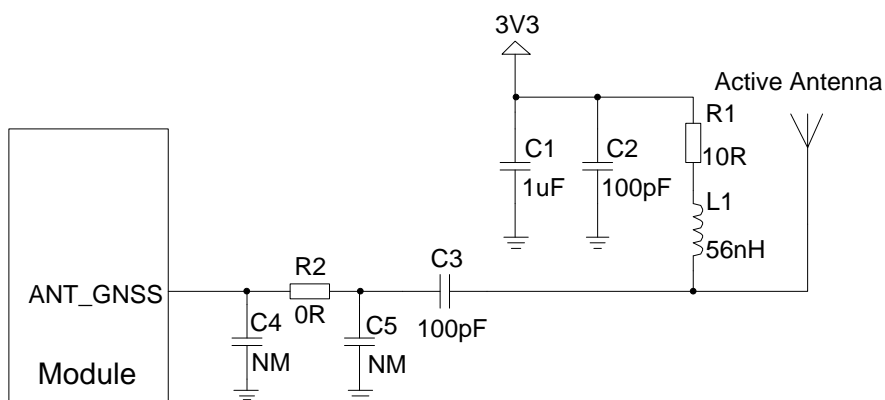 3V3
Active Antenna
R1
10R
C1
1uF
C2
100pF
L1
56nH
C3
100pF
R2
0R
ANT_GNSS
C4
NM
C5
NM
Module